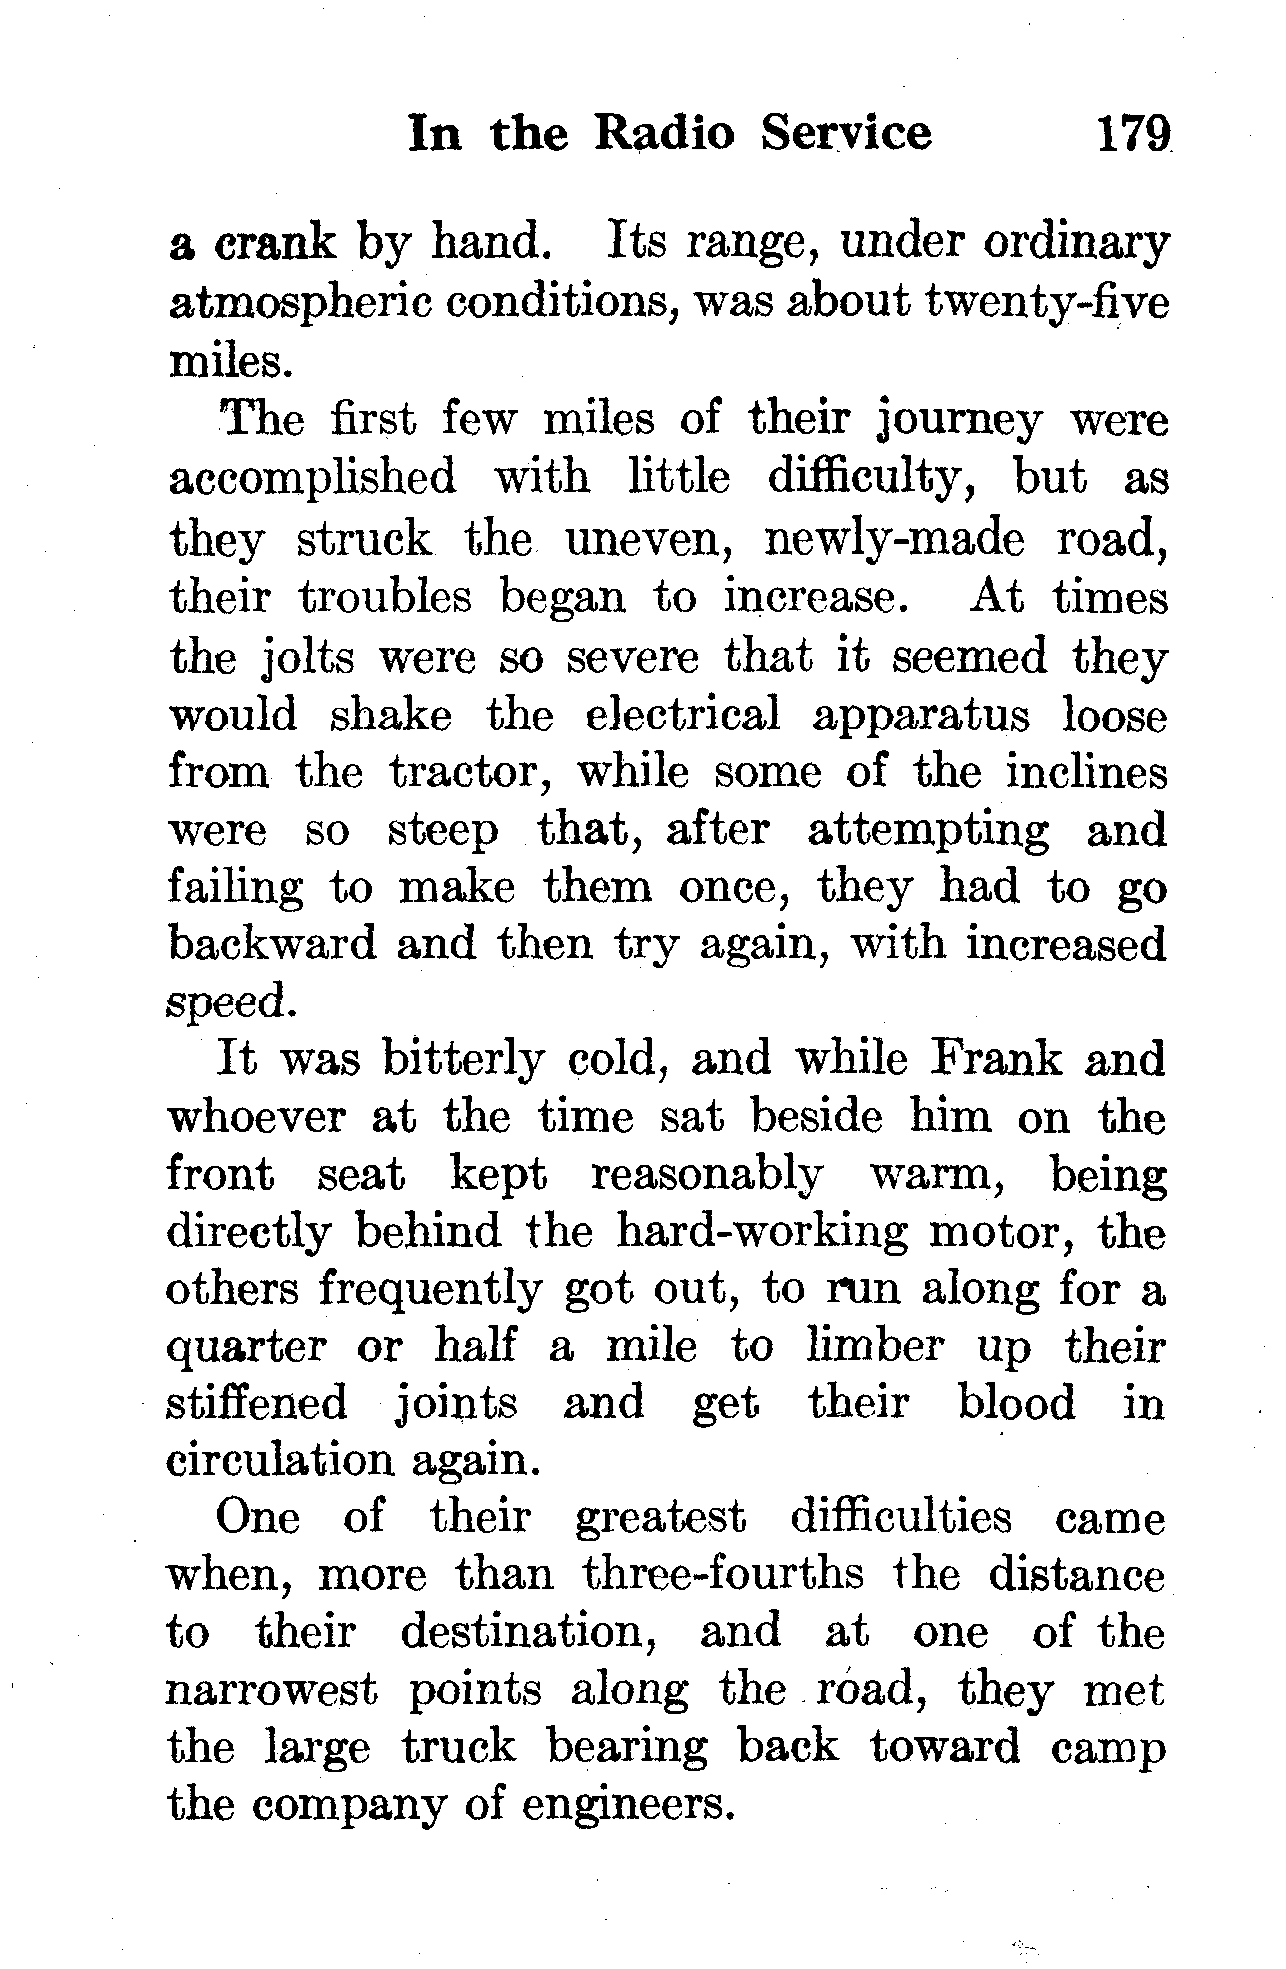 In the Radio Service 179
a crank by hand. Its range, under ordinary
atmospheric conditions, was about twenty-five
miles.
The first few miles of their journey were
accomplished with little difficulty, but as
they struck the uneven, newly-made road,
their troubles began to increase. At times
the jolts were so severe that it seemed they
would shake the electrical apparatus loose
from the tractor, while some of the inclines
were so steep that, after attempting and
failing to make them once, they had to go
backward and then try again, with increased
speed.
It was bitterly cold, and while Frank and
whoever at the time sat beside him on the
front seat kept reasonably warm, being
directly behind the hard-working motor, the
others frequently got out, to run along for a
quarter or half a mile to limber up their
stiffened joints and get their blood in
circulation again.
One of their greatest difficulties came
when, more than three-fourths the distance
to their destination, and at one of the
narrowest points along the road, they met
the large truck bearing back toward camp
the company of engineers.